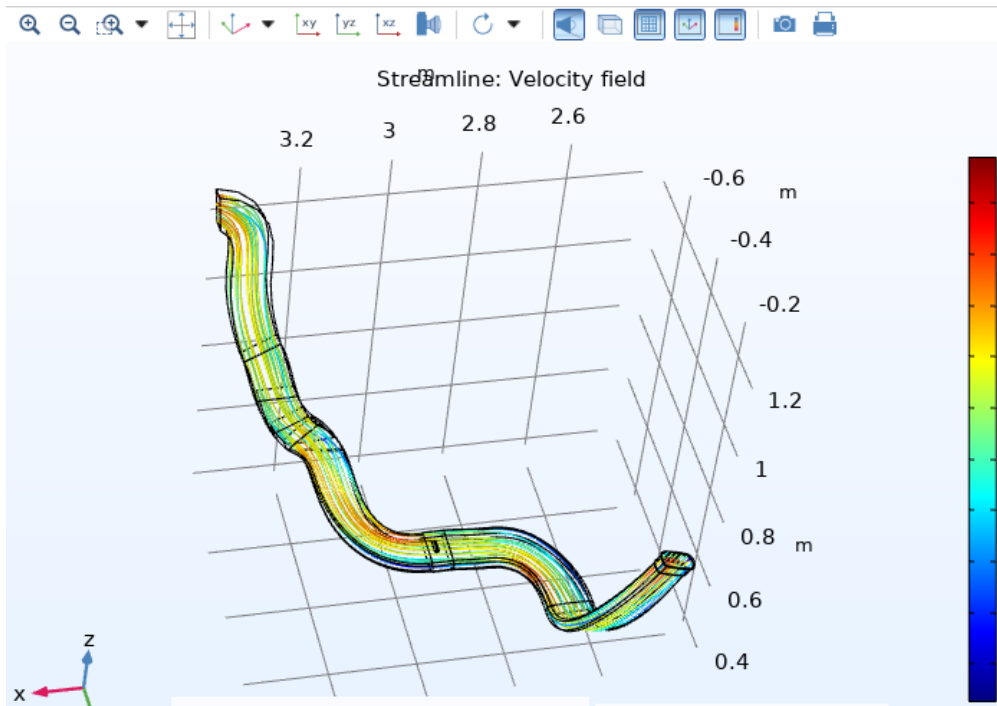 xy yz xz
m
Streamline: Velocity field
3.2 3 2.8 2.6
-0.6
m
-0.4
-0.2
1.2
1
0.8
m
0.6
0.4
z
x